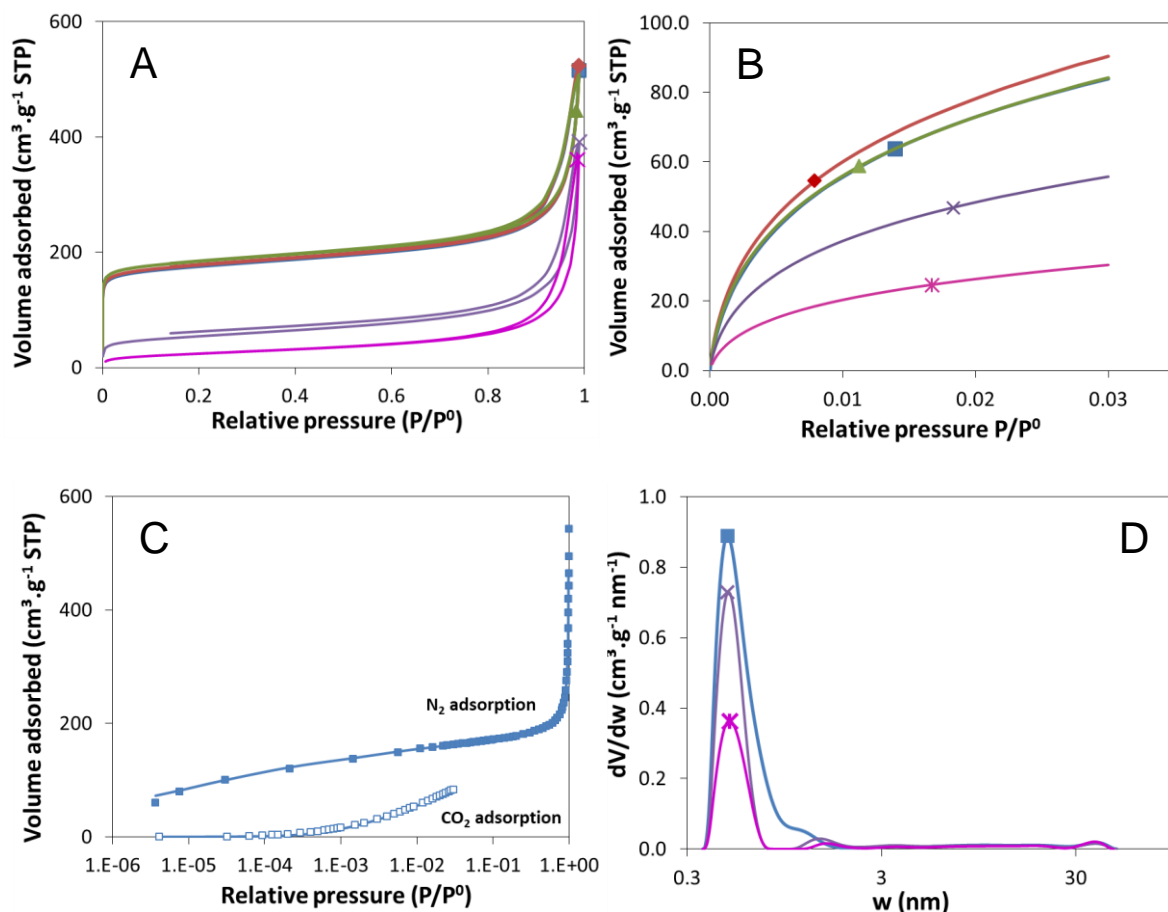 A
600
400
200
0
0
0.2
0.4
0.6
0.8
1
Volume adsorbed (cm³.g⁻¹ STP)
Relative pressure (P/P⁰)
B
100.0
80.0
60.0
40.0
20.0
0.0
0.00
0.01
0.02
0.03
Volume adsorbed (cm³.g⁻¹ STP)
Relative pressure P/P⁰
C
600
400
200
0
N₂ adsorption
CO₂ adsorption
1.E-06
1.E-05
1.E-04
1.E-03
1.E-02
1.E-01
1.E+00
Volume adsorbed (cm³.g⁻¹ STP)
Relative pressure (P/P⁰)
D
1.0
0.8
0.6
0.4
0.2
0.0
0.3
3
30
dV/dw (cm³.g⁻¹ nm⁻¹)
w (nm)